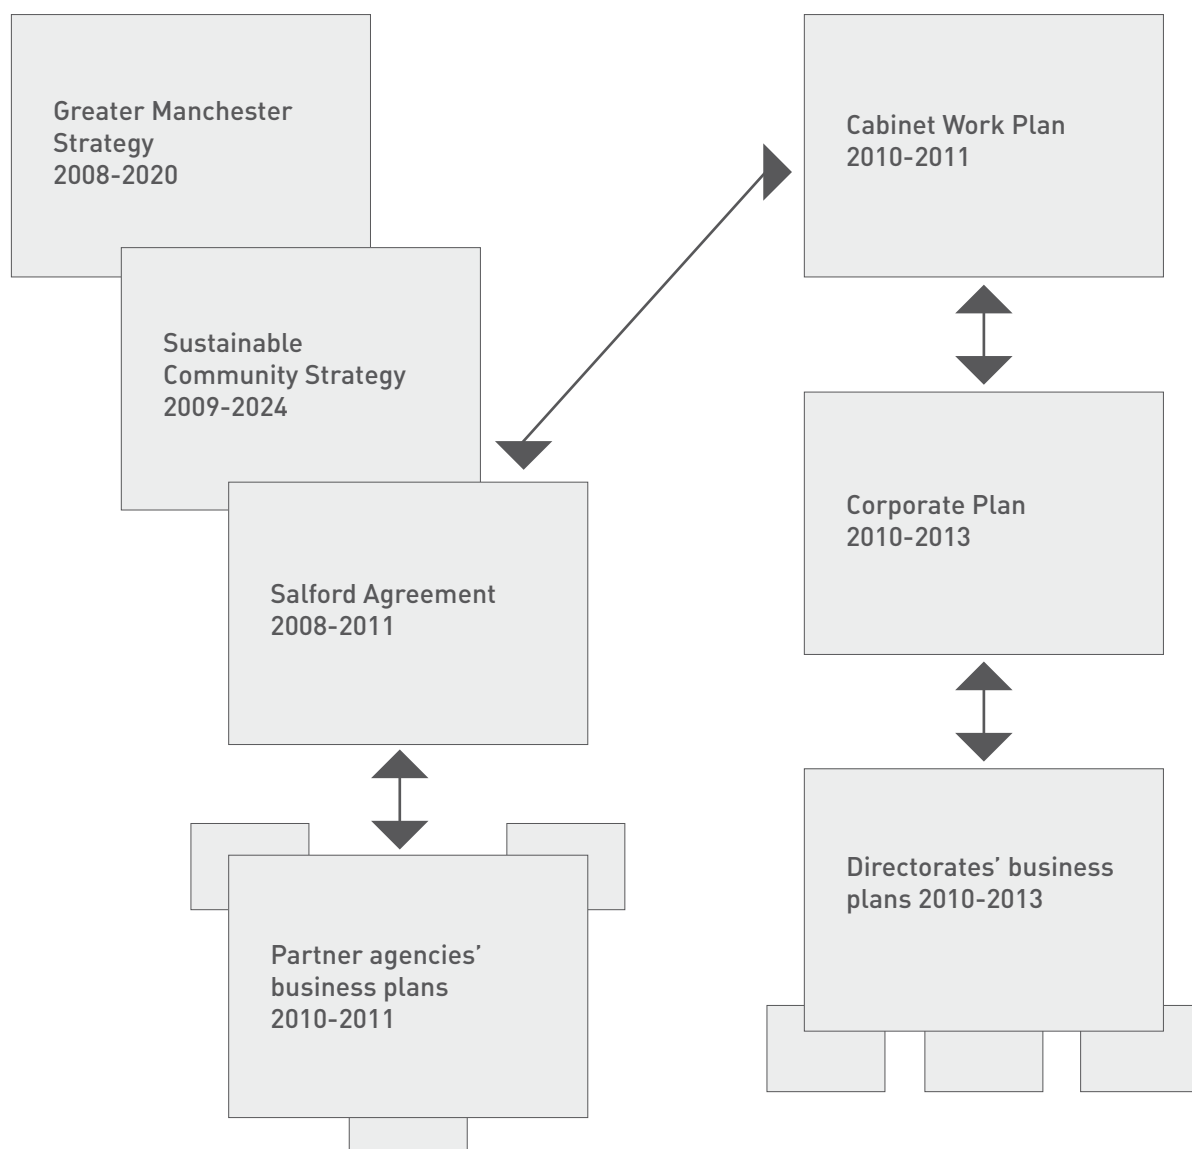 Greater Manchester
Strategy
2008-2020
Sustainable
Community Strategy
2009-2024
Salford Agreement
2008-2011
Partner agencies’
business plans
2010-2011
Cabinet Work Plan
2010-2011
Corporate Plan
2010-2013
Directorates’ business
plans 2010-2013